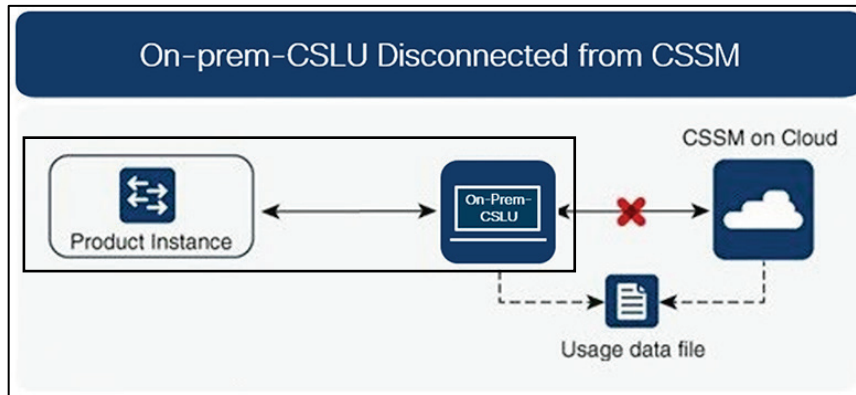 On-prem-CSLU Disconnected from CSSM
CSSM on Cloud
On-Prem-
CSLU
Product Instance
Usage data file